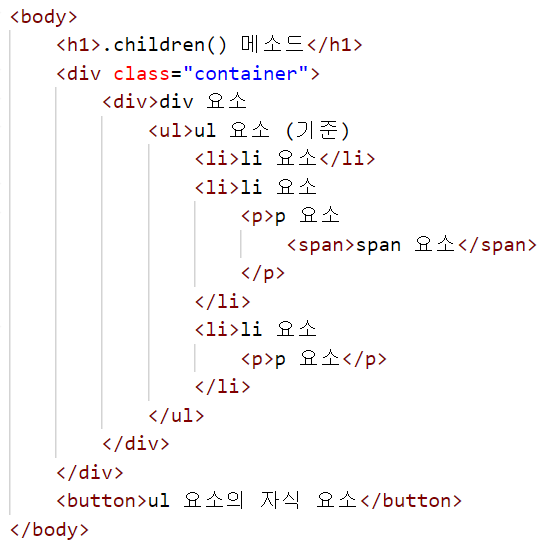 <body>
<h1>.children() 메소드</h1>
<div class="container">
<div>div 요소
<ul>ul 요소 (기준)
<li>li 요소</li>
<li>li 요소
<p>p 요소
<span>span 요소</span>
</p>
</li>
<li>li 요소
<p>p 요소</p>
</li>
</ul>
</div>
</div>
<button>ul 요소의 자식 요소</button>
</body>